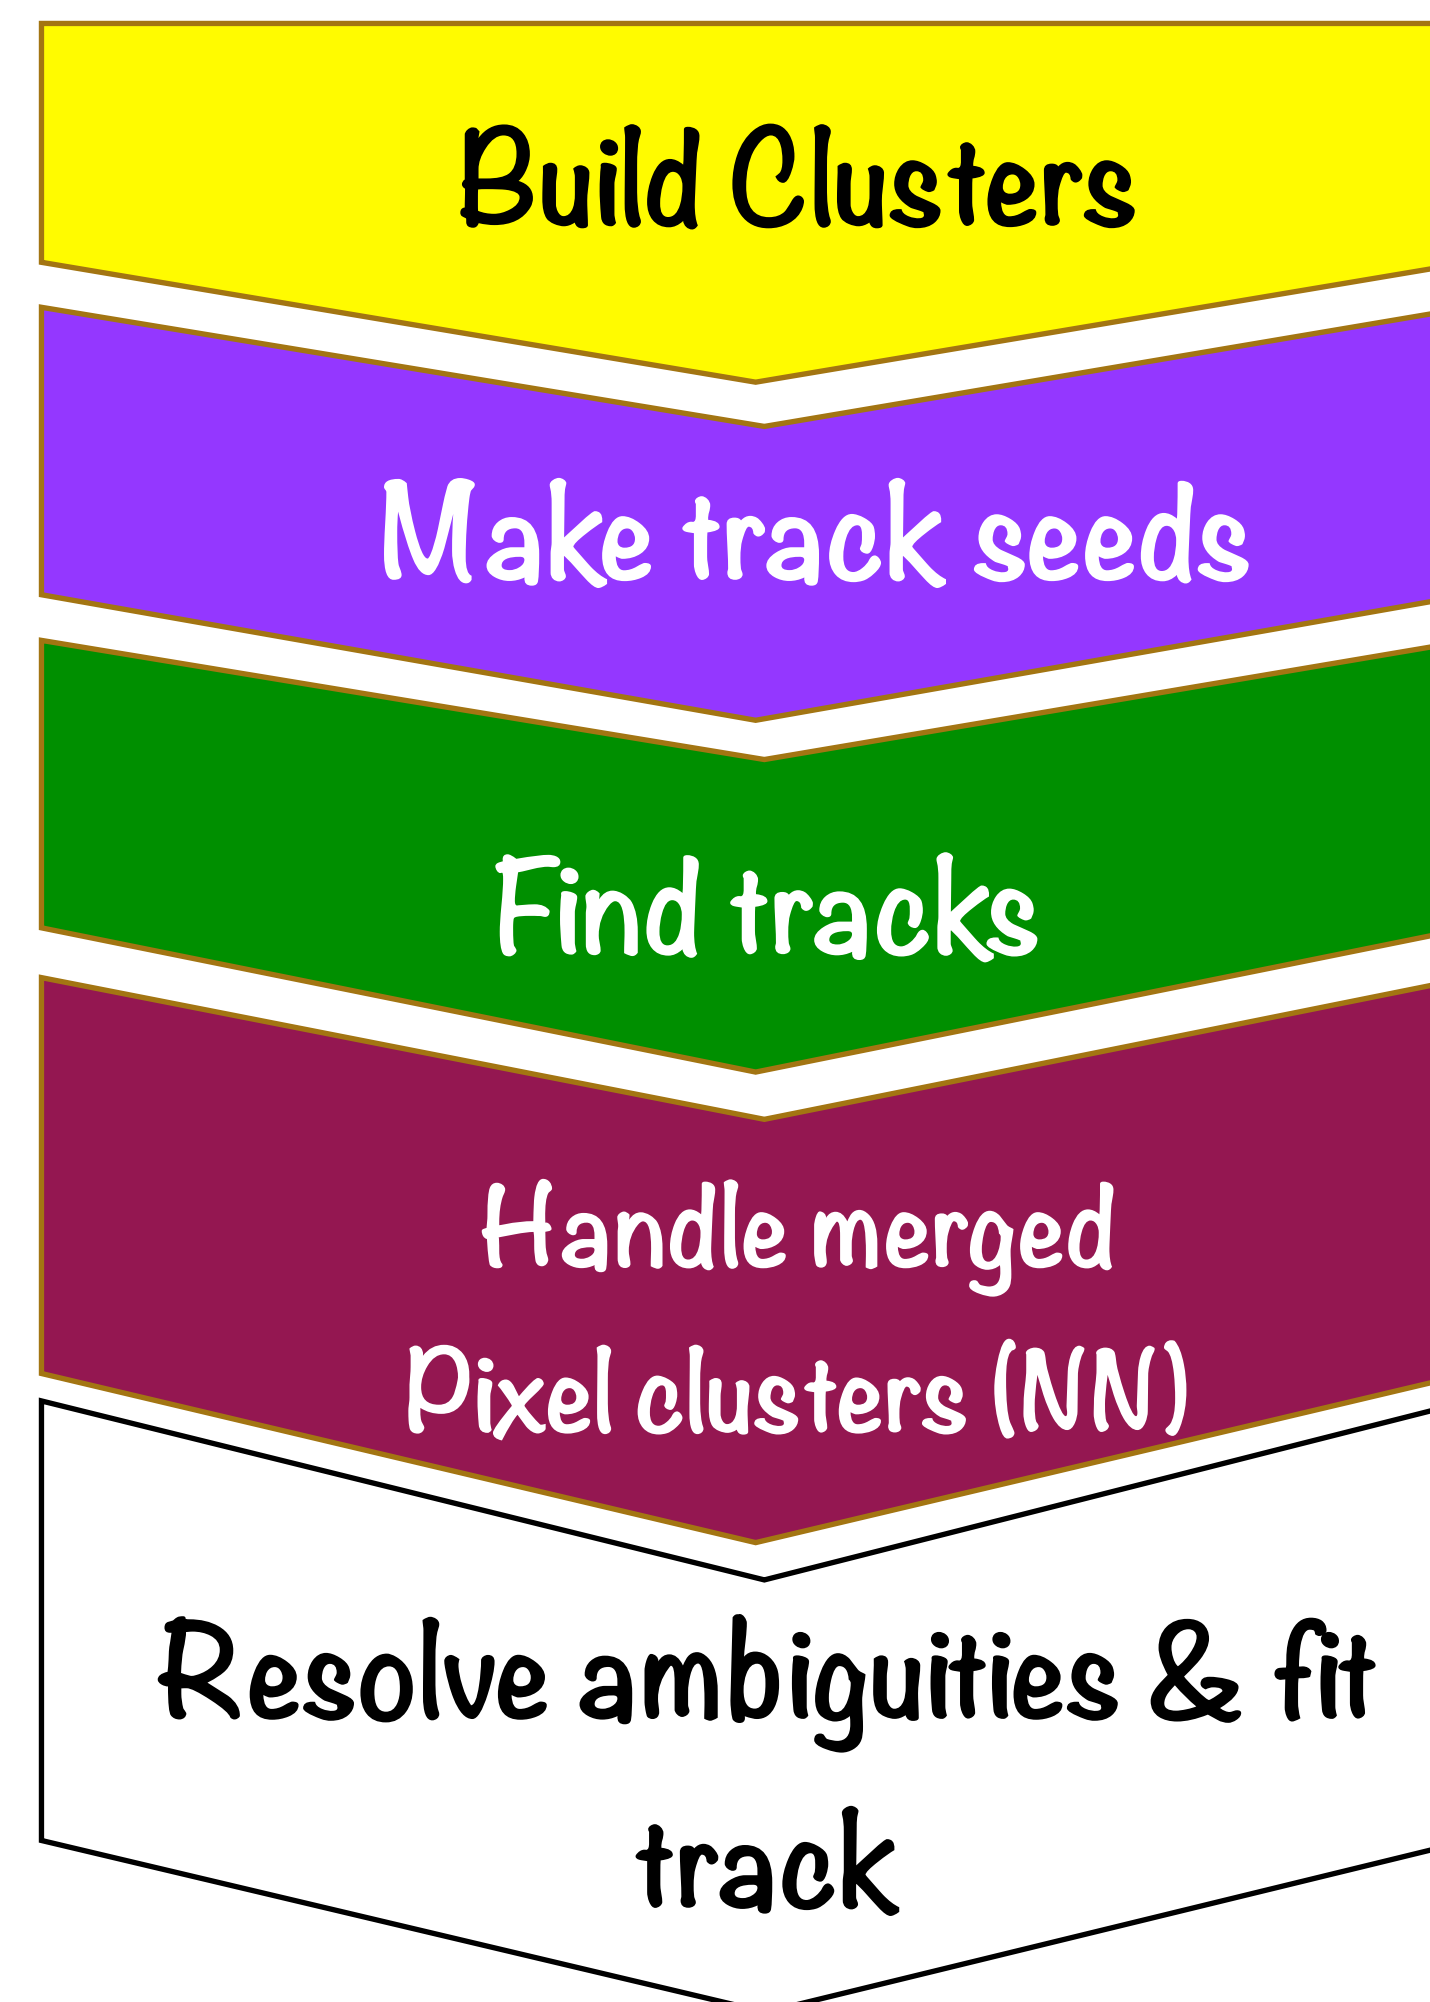 Build Clusters
Make track seeds
Find tracks
Handle merged
Pixel clusters (NN)
Resolve ambiguities & fit
track